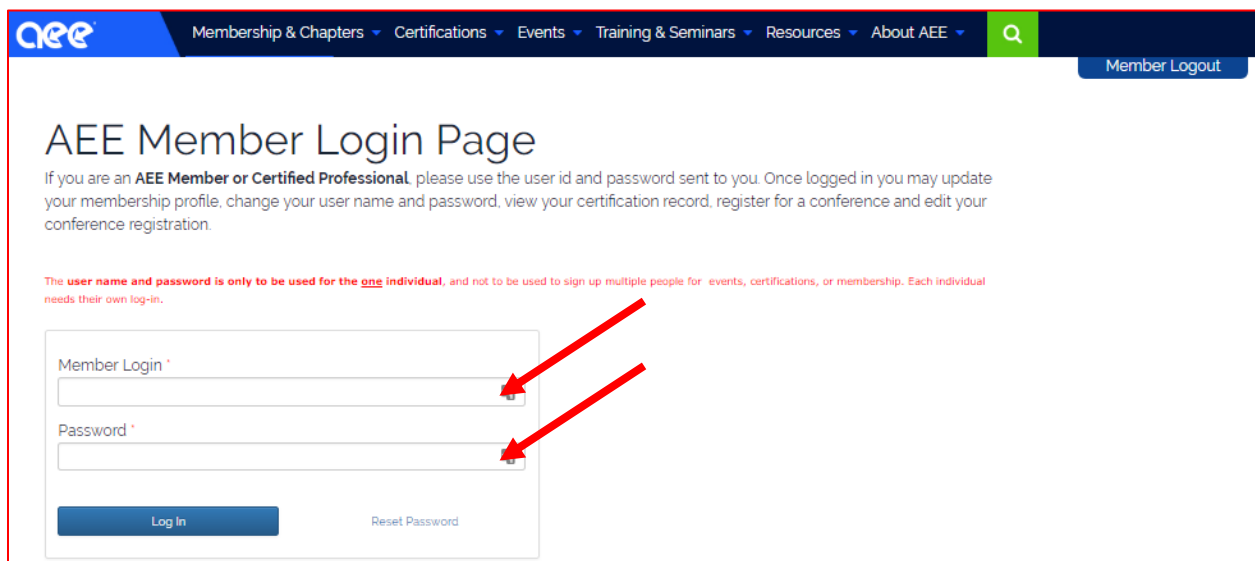 aee Membership & Chapters Certifications Events Training & Seminars Resources About AEE
Member Logout
AEE Member Login Page
If you are an AEE Member or Certified Professional, please use the user id and password sent to you. Once logged in you may update
your membership profile, change your user name and password, view your certification record, register for a conference and edit your
conference registration.
The user name and password is only to be used for the one individual, and not to be used to sign up multiple people for events, certifications, or membership. Each individual
needs their own log-in.
Member Login *
Password *
Log In Reset Password